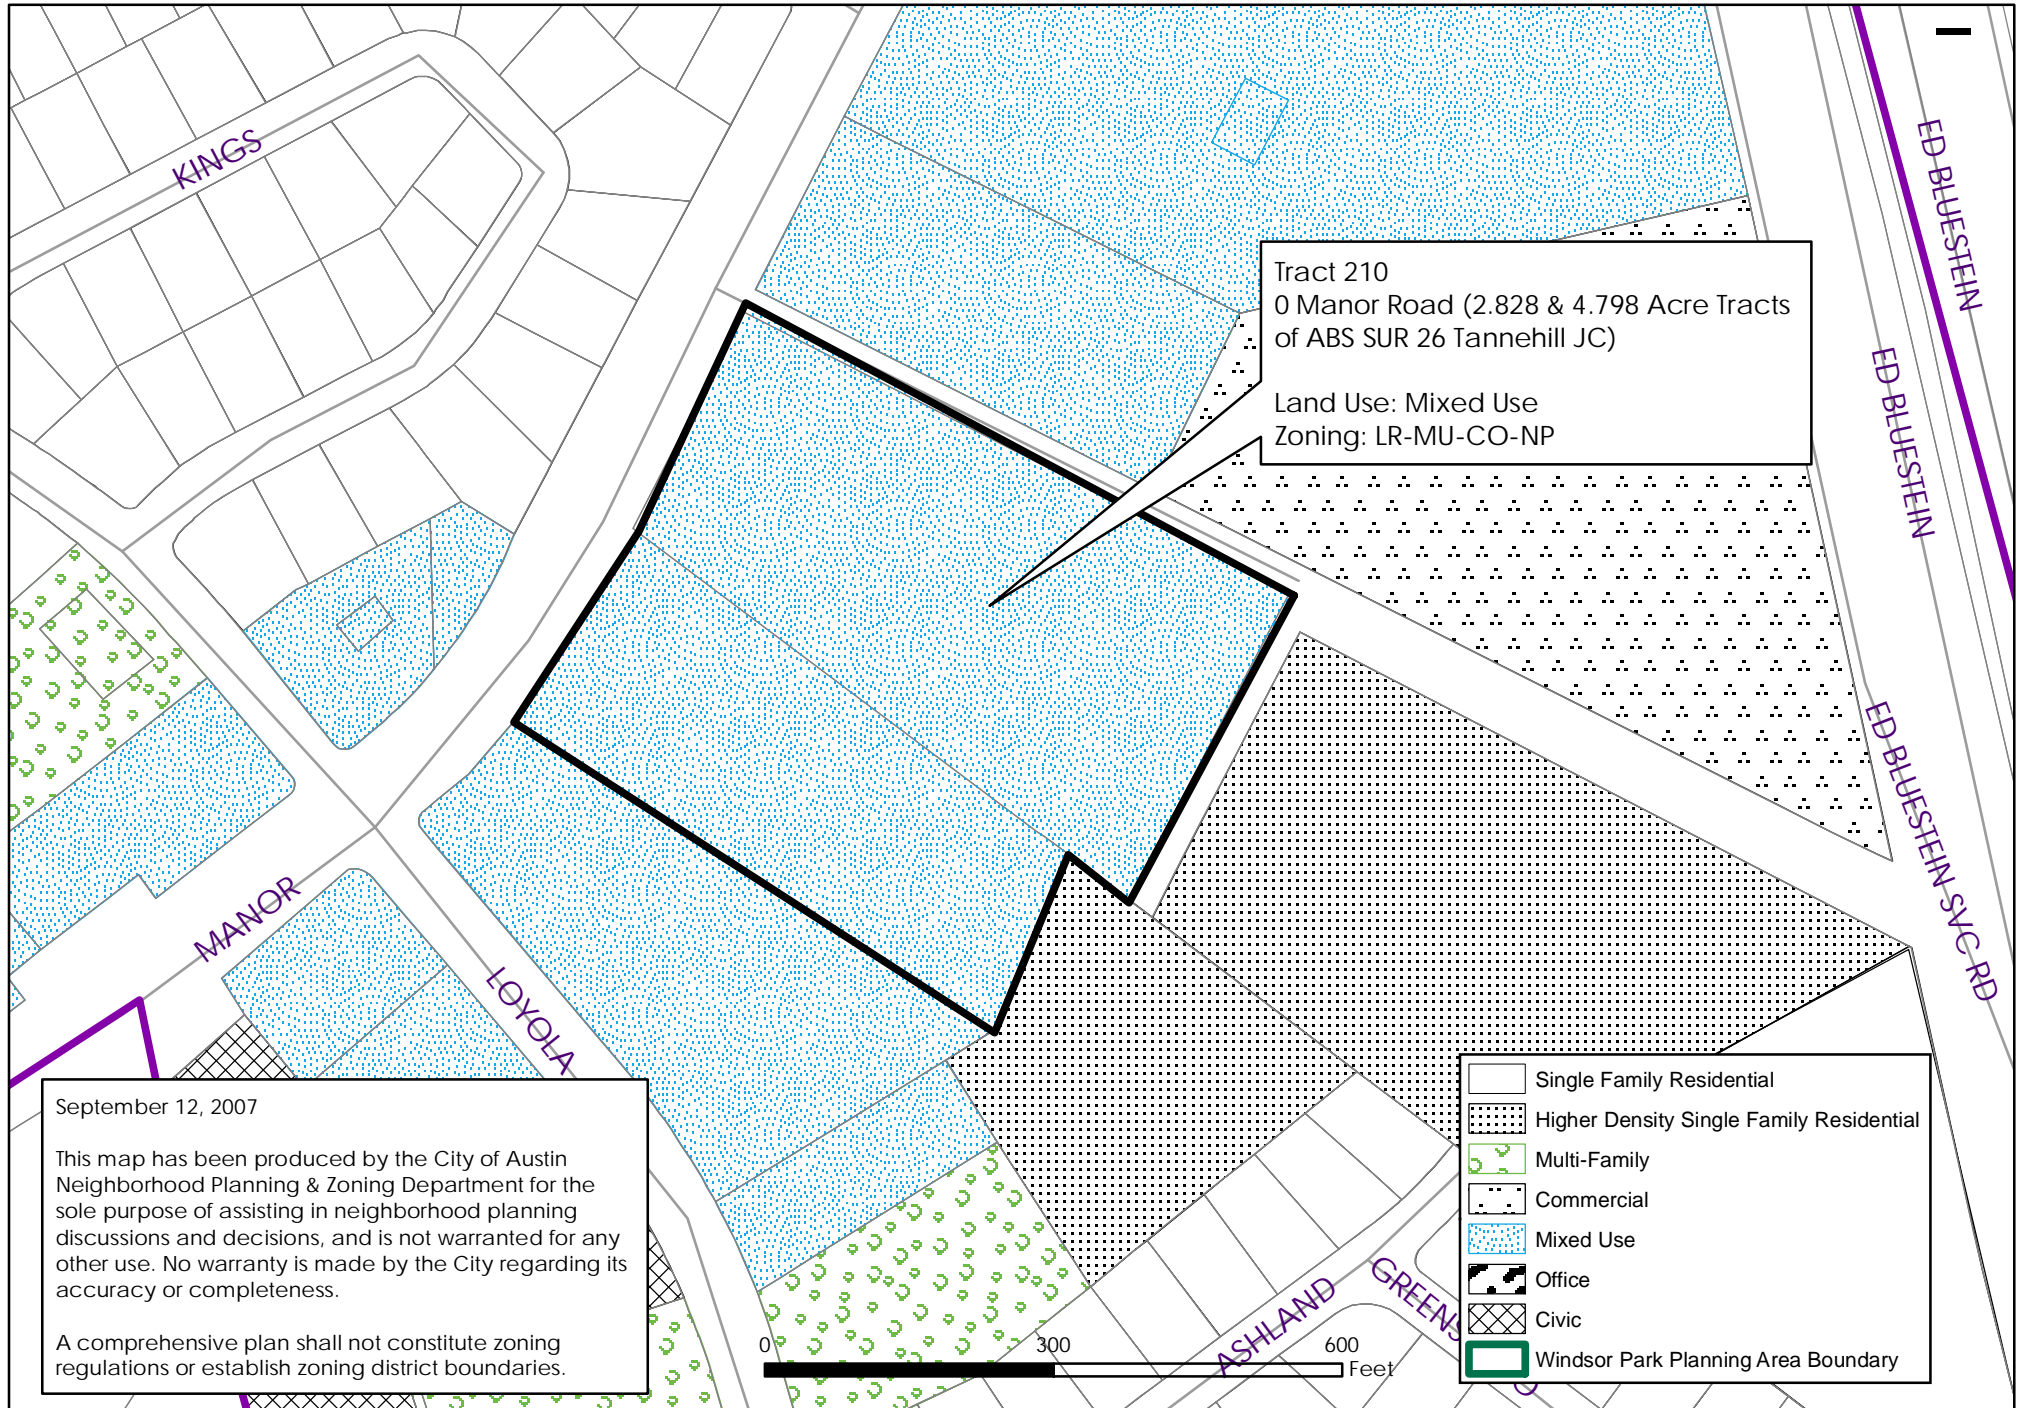 KINGS
ED BLUESTEIN
Tract 210
0 Manor Road (2.828 & 4.798 Acre Tracts
of ABS SUR 26 Tannehill JC)
Land Use: Mixed Use
Zoning: LR-MU-CO-NP
ED BLUESTEIN
ED BLUESTEIN SVC RD
MANOR
LOYOLA
September 12, 2007
This map has been produced by the City of Austin
Neighborhood Planning & Zoning Department for the
sole purpose of assisting in neighborhood planning
discussions and decisions, and is not warranted for any
other use. No warranty is made by the City regarding its
accuracy or completeness.
A comprehensive plan shall not constitute zoning
regulations or establish zoning district boundaries.
0 300 600
Feet
ASHLAND
Single Family Residential
Higher Density Single Family Residential
Multi-Family
Commercial
Mixed Use
Office
Civic
Windsor Park Planning Area Boundary